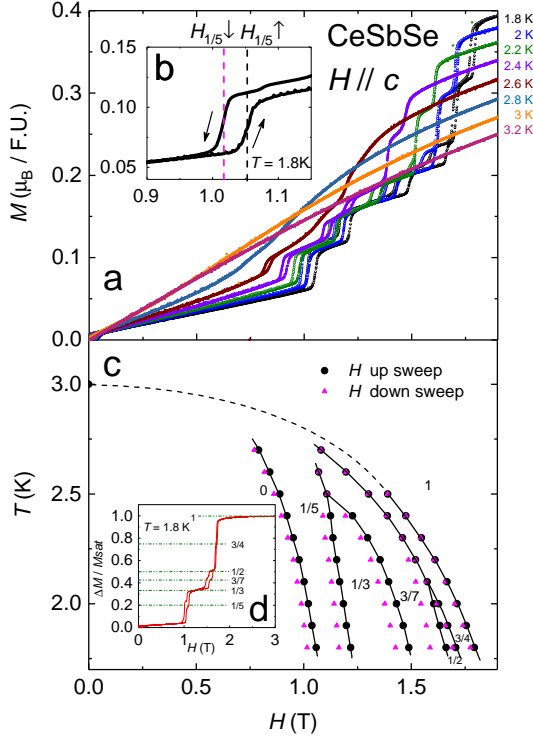 H1/5↓ H1/5↑
CeSbSe
H // c
b
T = 1.8K
0.15
0.10
0.05
0.9 1.0 1.1
1.8 K
2 K
2.2 K
2.4 K
2.6 K
2.8 K
3 K
3.2 K
0.4
0.3
0.2
0.1
0.0
M (μB / F.U.)
a
c
H up sweep
H down sweep
3.0
2.5
2.0
T (K)
0
1/5
1/3
3/7
1/2
3/4
1
T = 1.8 K
1
3/4
1/2
3/7
1/3
1/5
d
1.0
0.8
0.6
0.4
0.2
0.0
ΔM / Msat
0 1 2 3
H (T)
0.0 0.5 1.0 1.5
H (T)